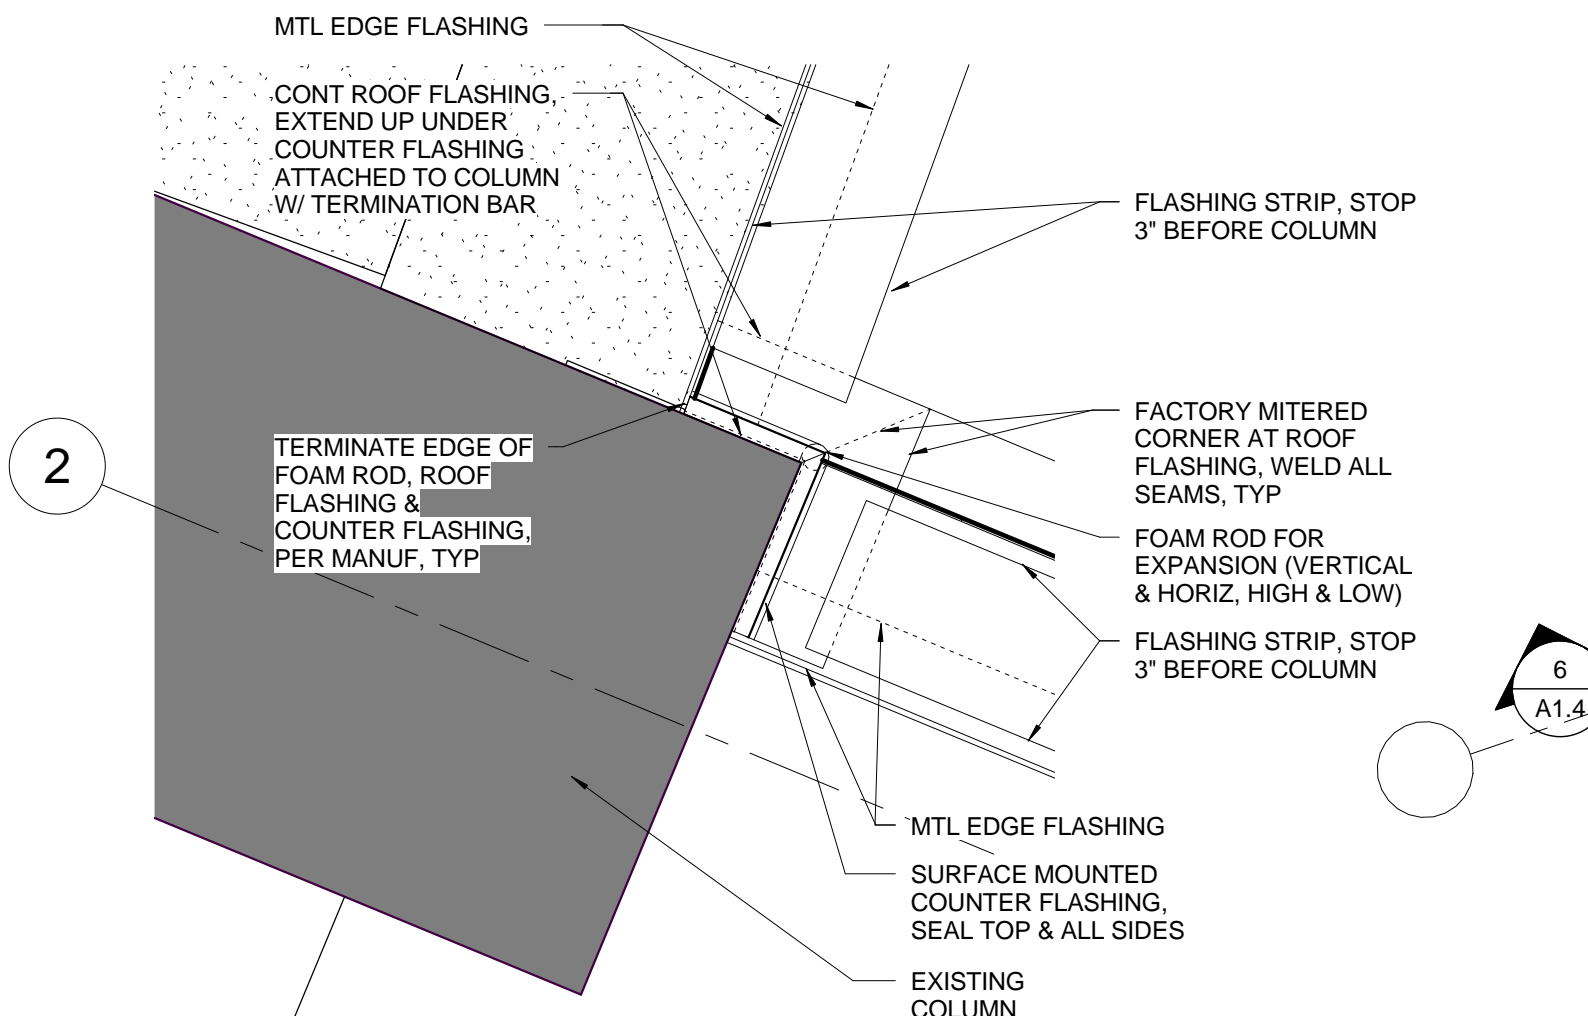 MTL EDGE FLASHING
CONT ROOF FLASHING,
EXTEND UP UNDER
COUNTER FLASHING
ATTACHED TO COLUMN
W/ TERMINATION BAR
FLASHING STRIP, STOP
3" BEFORE COLUMN
FACTORY MITERED
CORNER AT ROOF
FLASHING, WELD ALL
SEAMS, TYP
2
TERMINATE EDGE OF
FOAM ROD, ROOF
FLASHING &
COUNTER FLASHING,
PER MANUF, TYP
FOAM ROD FOR
EXPANSION (VERTICAL
& HORIZ, HIGH & LOW)
FLASHING STRIP, STOP
3" BEFORE COLUMN
6
A1.4
MTL EDGE FLASHING
SURFACE MOUNTED
COUNTER FLASHING,
SEAL TOP & ALL SIDES
EXISTING
COLUMN